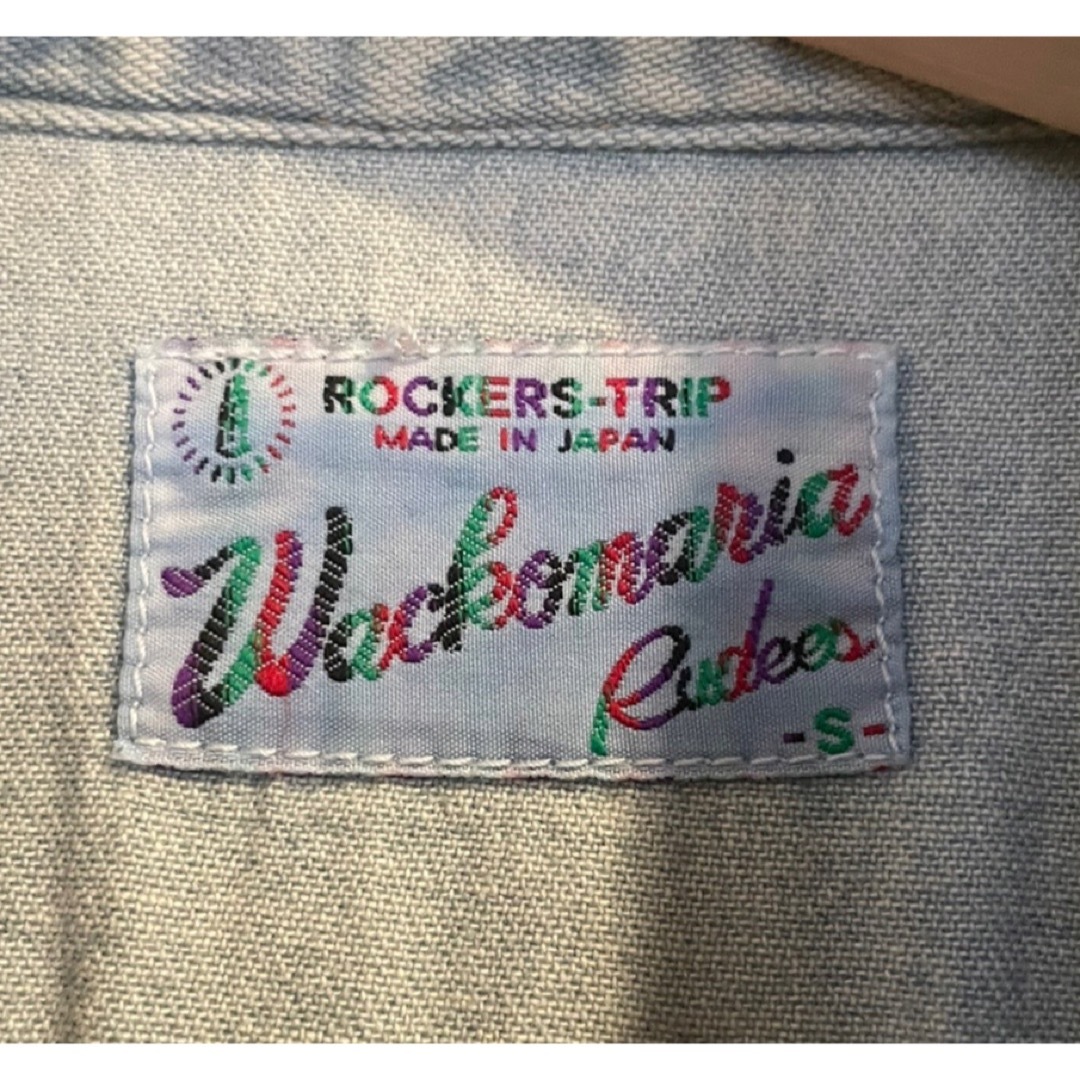 ROCKERS-TRIP
MADE IN JAPAN
Wackomaria
Rudees
-S-